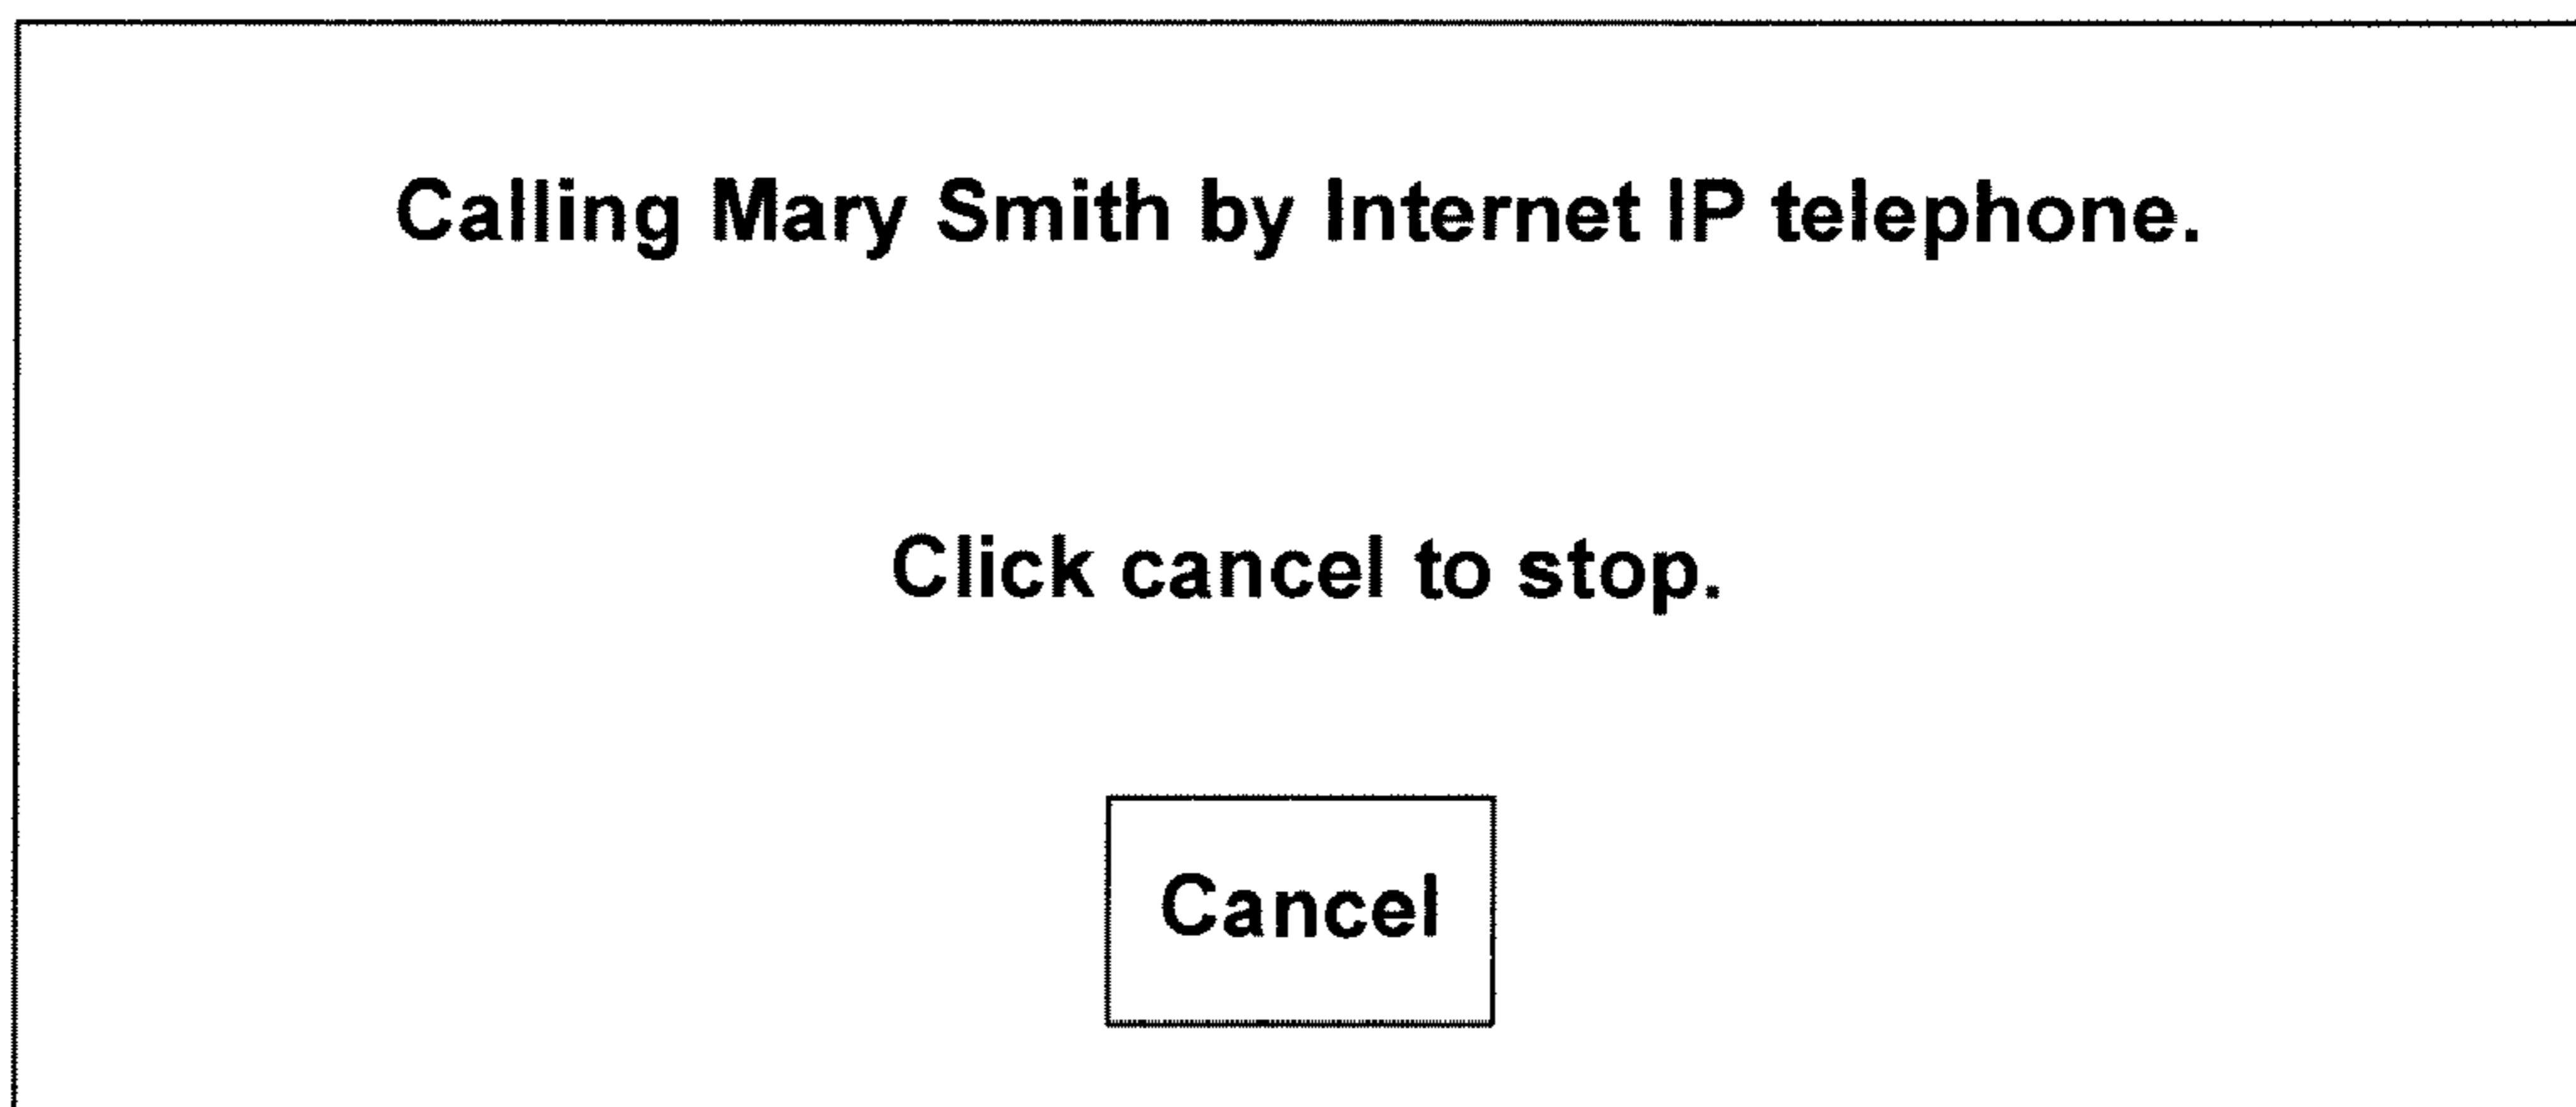 Calling Mary Smith by Internet IP telephone.
Click cancel to stop.
Cancel